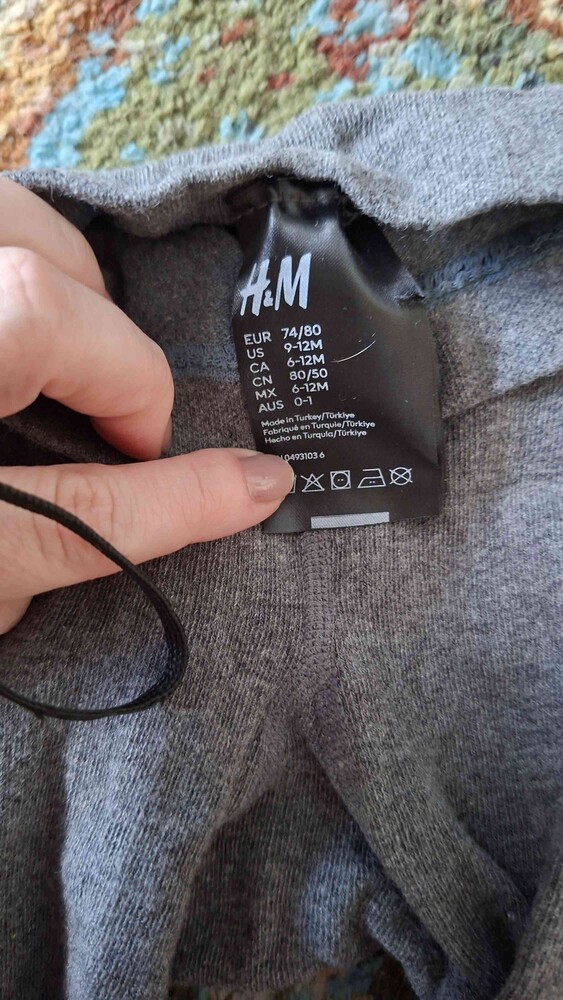 H&M
EUR 74/80
US 9-12M
CA 6-12M
CN 80/50
MX 6-12M
AUS 0-1
Made in Turkey/Türkiye
Fabriqué en Turquie/Türkiye
Hecho en Turquía/Türkiye
0493103 6